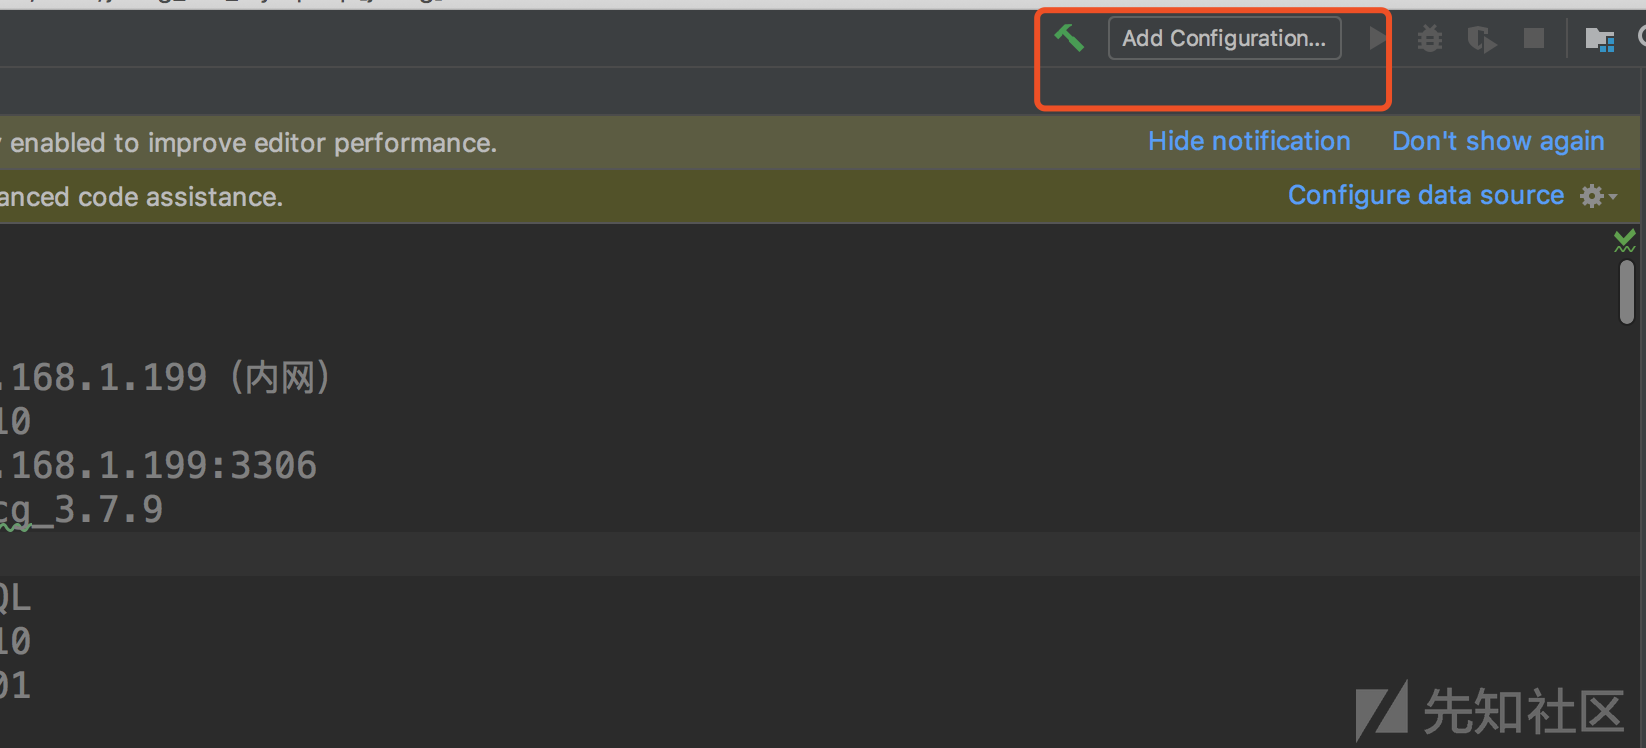 Add Configuration...
enabled to improve editor performance.
Hide notification
Don't show again
anced code assistance.
Configure data source
.168.1.199 (内网)
10
.168.1.199:3306
cg_3.7.9
QL
10
01
先知社区